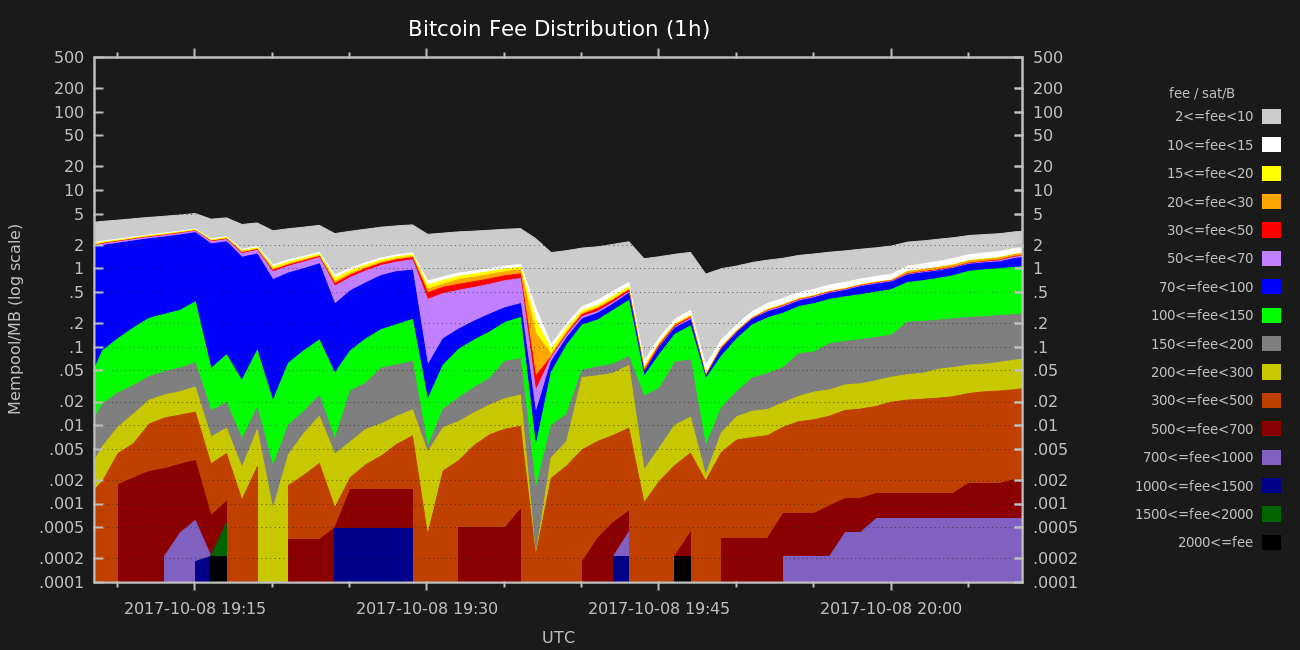 Bitcoin Fee Distribution (1h)
500 500
200 200
100 100
50 50
20 20
10 10
5 5
2 2
1 1
.5 .5
.2 .2
.1 .1
.05 .05
.02 .02
.01 .01
.005 .005
.002 .002
.001 .001
.0005 .0005
.0002 .0002
.0001 .0001
Mempool/MB (log scale)
2017-10-08 19:15 2017-10-08 19:30 2017-10-08 19:45 2017-10-08 20:00
UTC
fee / sat/B
2<=fee<10
10<=fee<15
15<=fee<20
20<=fee<30
30<=fee<50
50<=fee<70
70<=fee<100
100<=fee<150
150<=fee<200
200<=fee<300
300<=fee<500
500<=fee<700
700<=fee<1000
1000<=fee<1500
1500<=fee<2000
2000<=fee